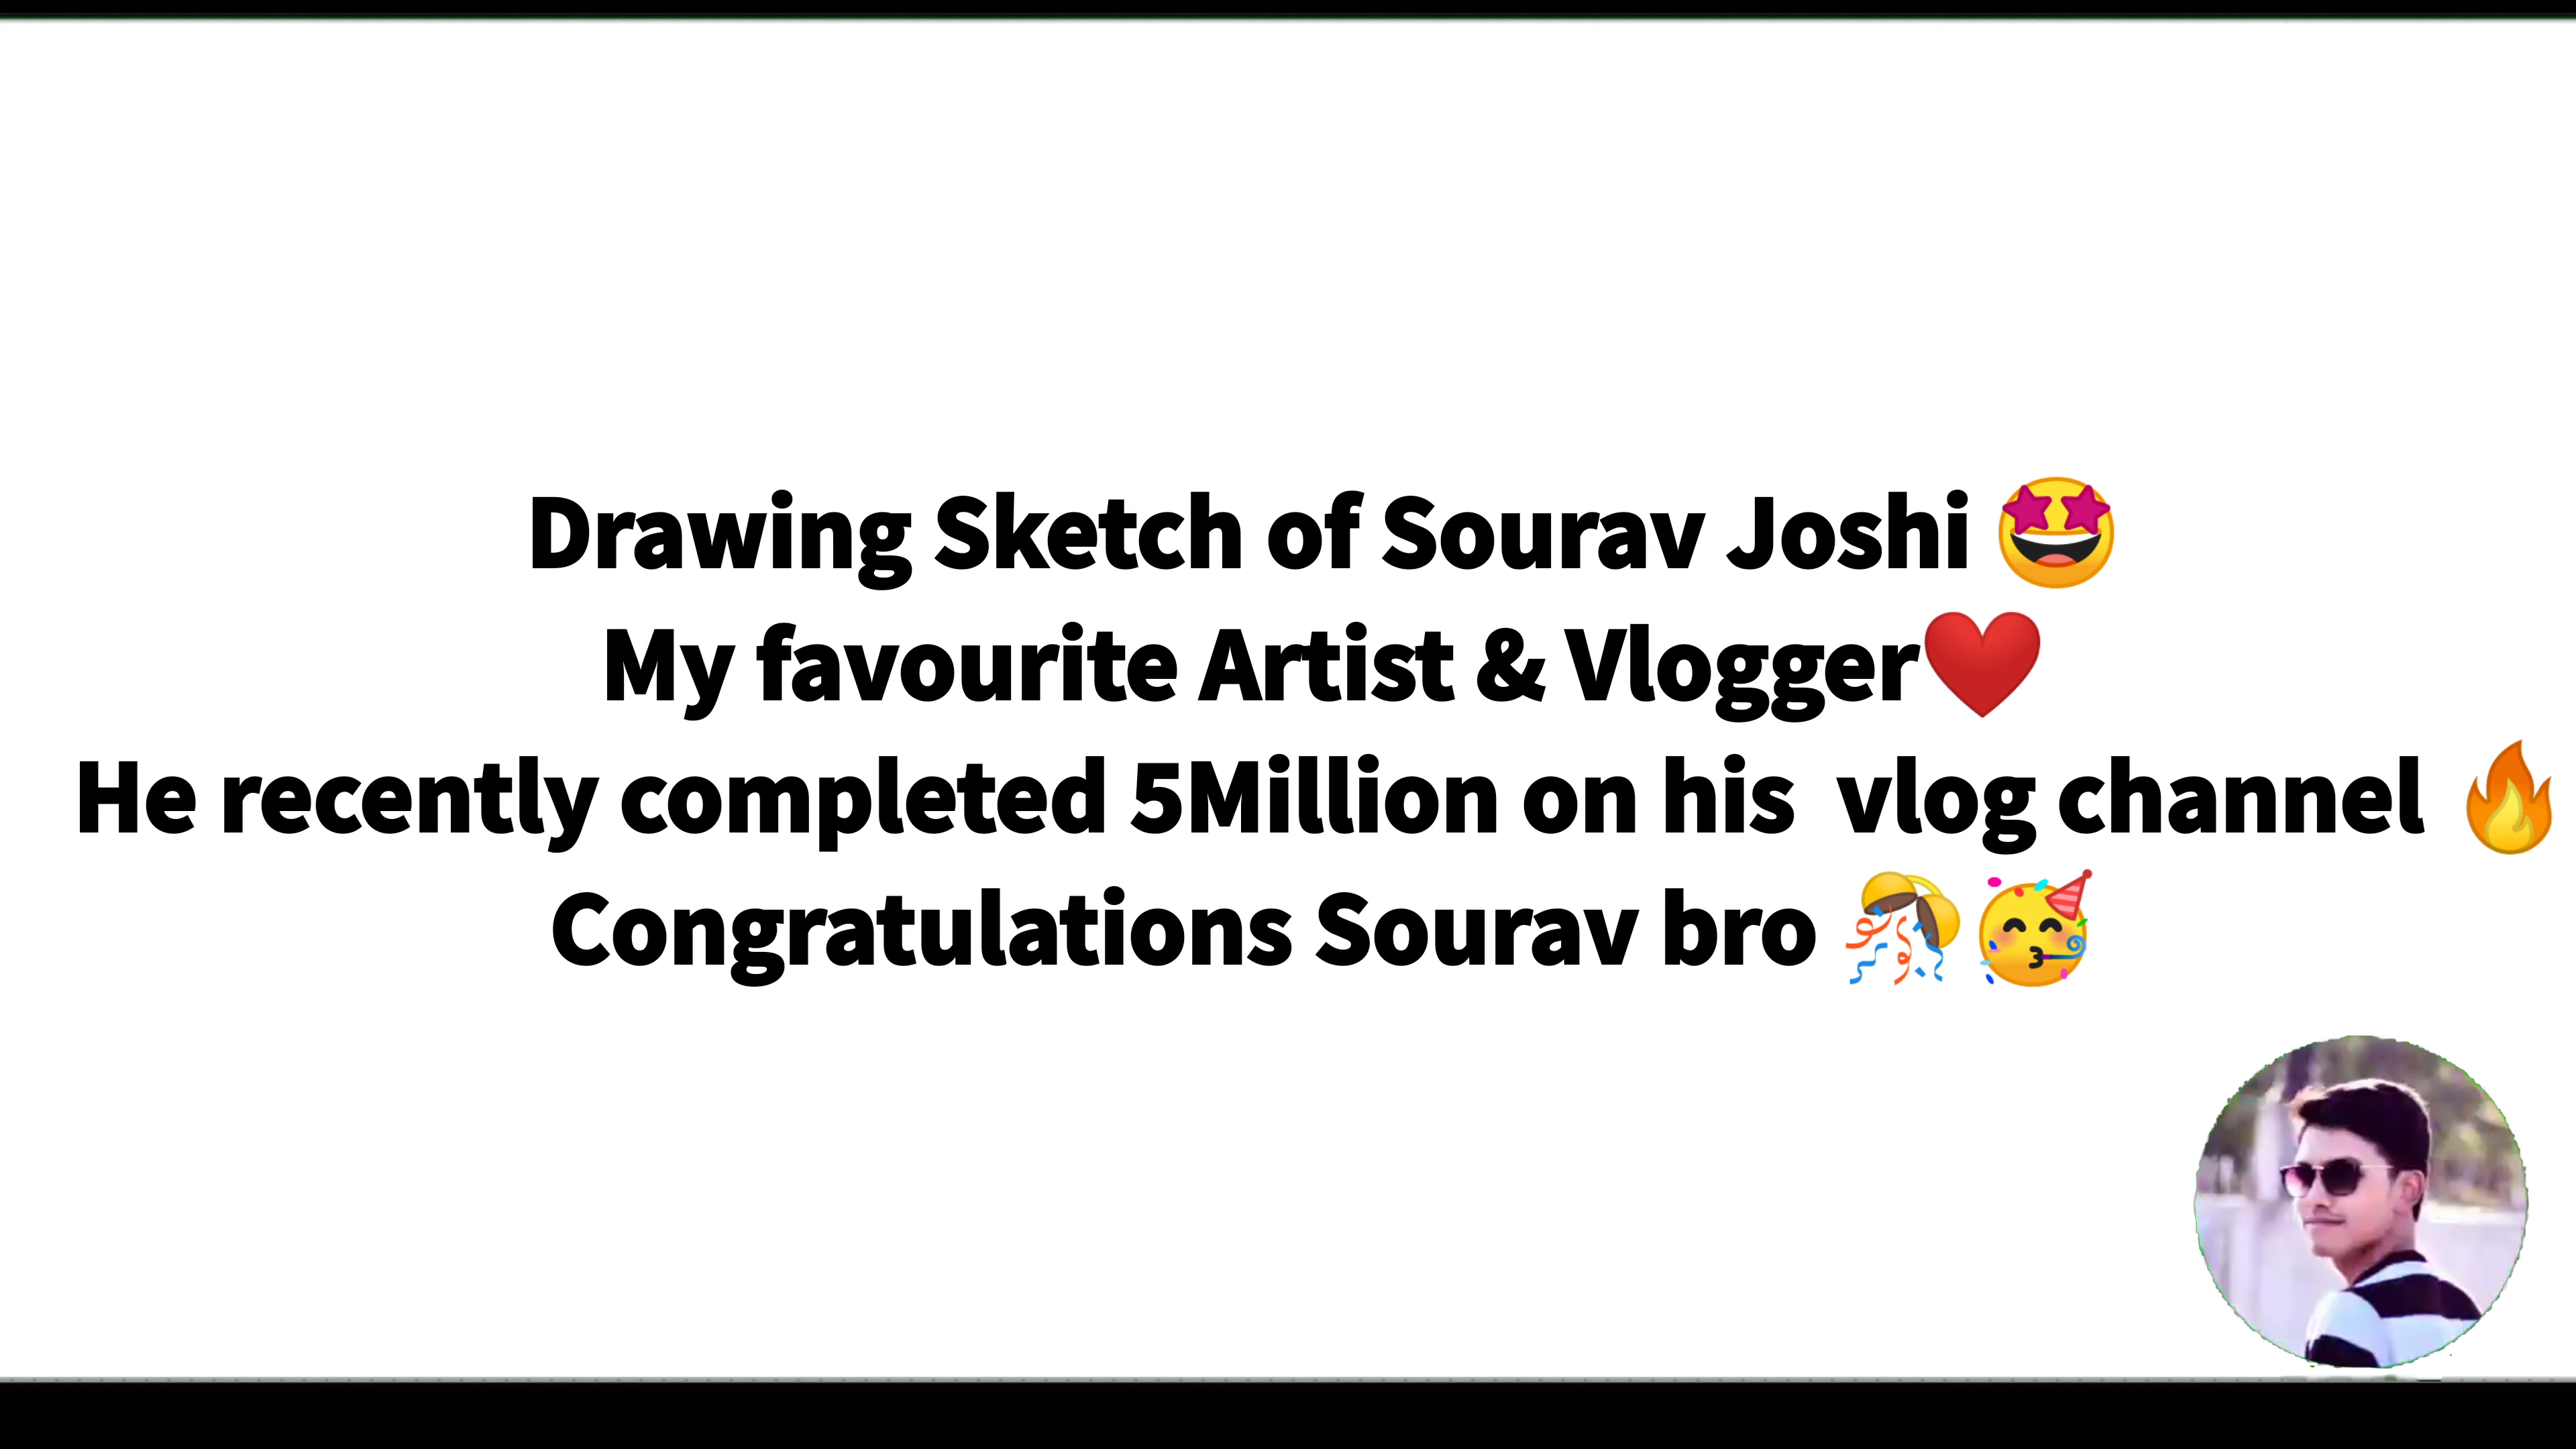 Drawing Sketch of Sourav Joshi 🤩
My favourite Artist & Vlogger❤️
He recently completed 5Million on his  vlog channel 🔥
Congratulations Sourav bro 🎊🥳